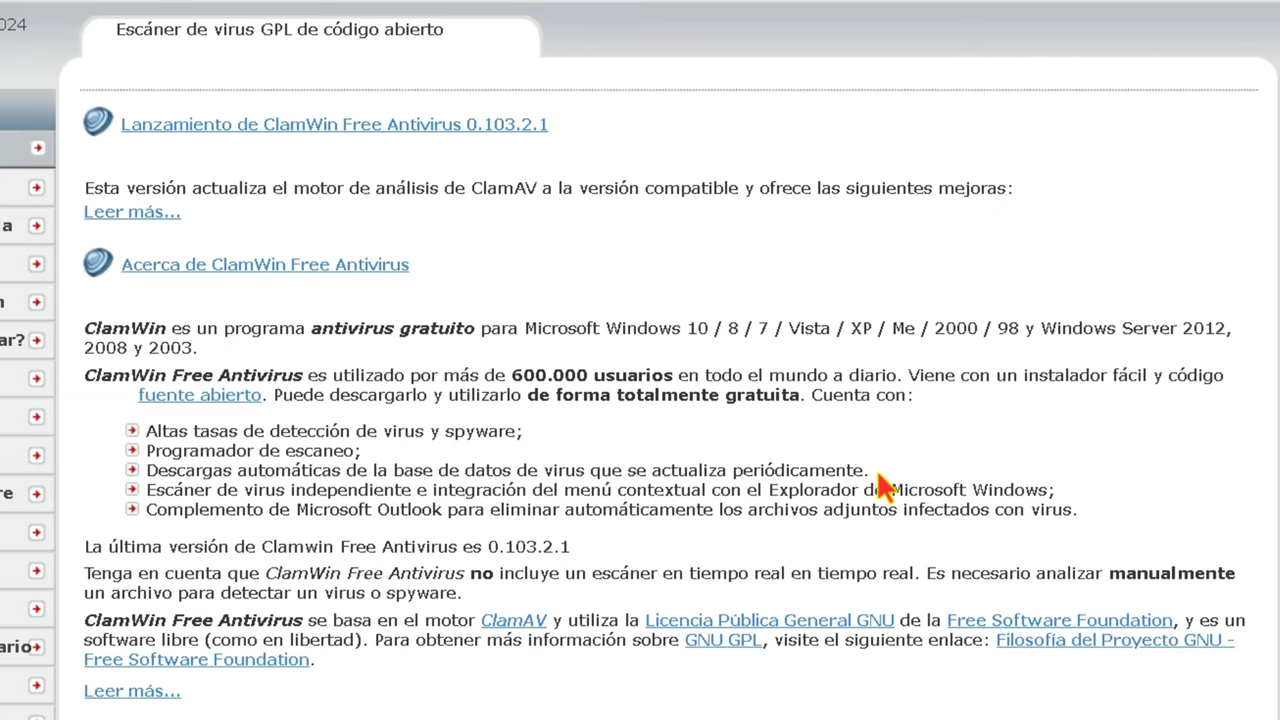 024
Escáner de virus GPL de código abierto
Lanzamiento de ClamWin Free Antivirus 0.103.2.1
Esta versión actualiza el motor de análisis de ClamAV a la versión compatible y ofrece las siguientes mejoras:
Leer más...
Acerca de ClamWin Free Antivirus
ClamWin es un programa antivirus gratuito para Microsoft Windows 10 / 8 / 7 / Vista / XP / Me / 2000 / 98 y Windows Server 2012,
2008 y 2003.
ClamWin Free Antivirus es utilizado por más de 600.000 usuarios en todo el mundo a diario. Viene con un instalador fácil y código
fuente abierto. Puede descargarlo y utilizarlo de forma totalmente gratuita. Cuenta con:
Altas tasas de detección de virus y spyware;
Programador de escaneo;
Descargas automáticas de la base de datos de virus que se actualiza periódicamente.
Escáner de virus independiente e integración del menú contextual con el Explorador de Microsoft Windows;
Complemento de Microsoft Outlook para eliminar automáticamente los archivos adjuntos infectados con virus.
La última versión de Clamwin Free Antivirus es 0.103.2.1
Tenga en cuenta que ClamWin Free Antivirus no incluye un escáner en tiempo real en tiempo real. Es necesario analizar manualmente
un archivo para detectar un virus o spyware.
ClamWin Free Antivirus se basa en el motor ClamAV y utiliza la Licencia Pública General GNU de la Free Software Foundation, y es un
software libre (como en libertad). Para obtener más información sobre GNU GPL, visite el siguiente enlace: Filosofía del Proyecto GNU -
Free Software Foundation.
Leer más...